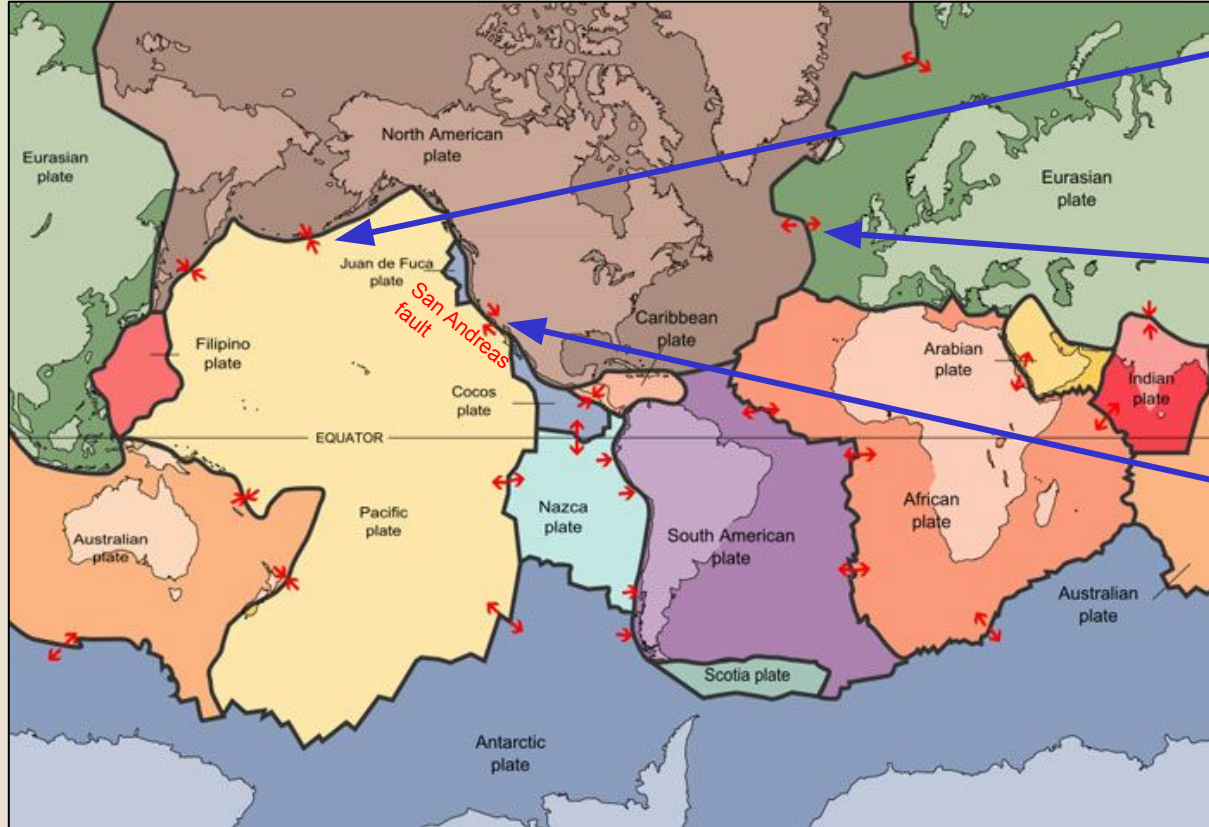 North American
plate
Eurasian
plate
Eurasian
plate
Juan de Fuca
plate
San Andreas
fault
Caribbean
plate
Filipino
plate
Arabian
plate
Indian
plate
Cocos
plate
EQUATOR
Pacific
plate
Nazca
plate
South American
plate
African
plate
Australian
plate
Australian
plate
Scotia plate
Antarctic
plate